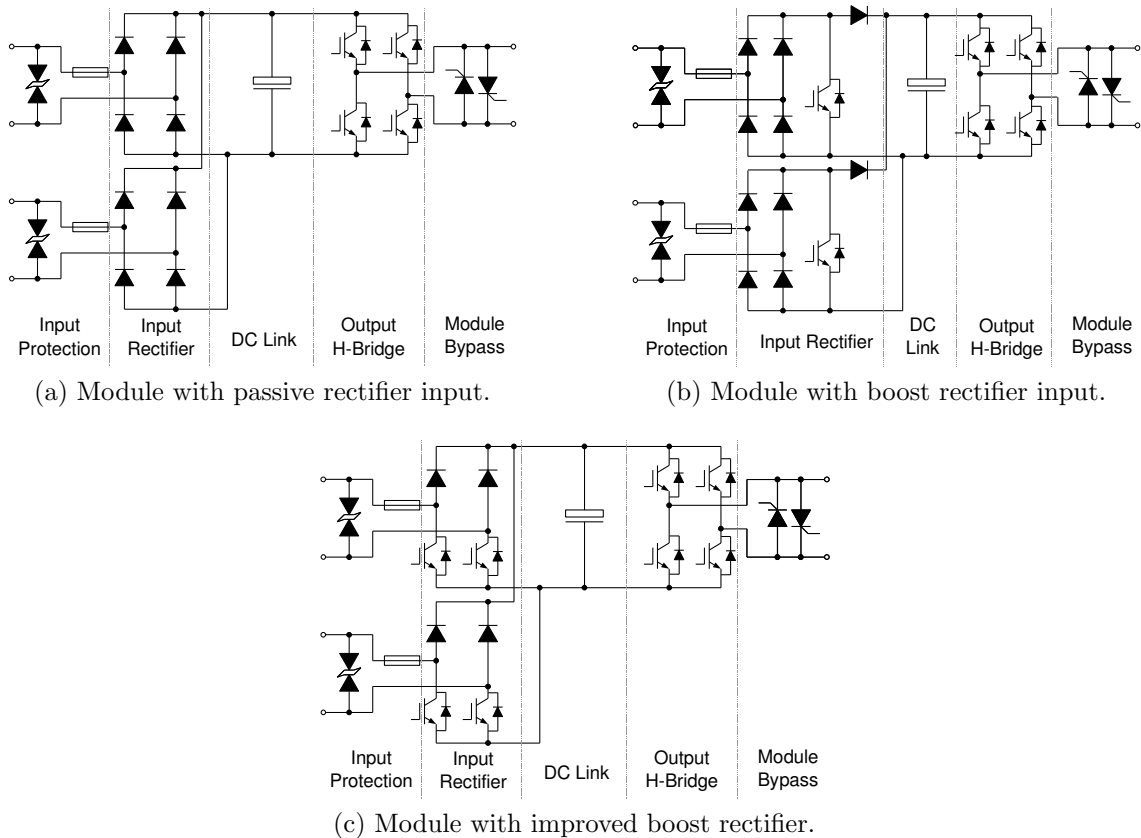 Input
Protection
Input
Rectifier
DC Link
Output
H-Bridge
Module
Bypass
(a) Module with passive rectifier input.
Input
Protection
Input Rectifier
DC
Link
Output
H-Bridge
Module
Bypass
(b) Module with boost rectifier input.
Input
Protection
Input
Rectifier
DC Link
Output
H-Bridge
Module
Bypass
(c) Module with improved boost rectifier.